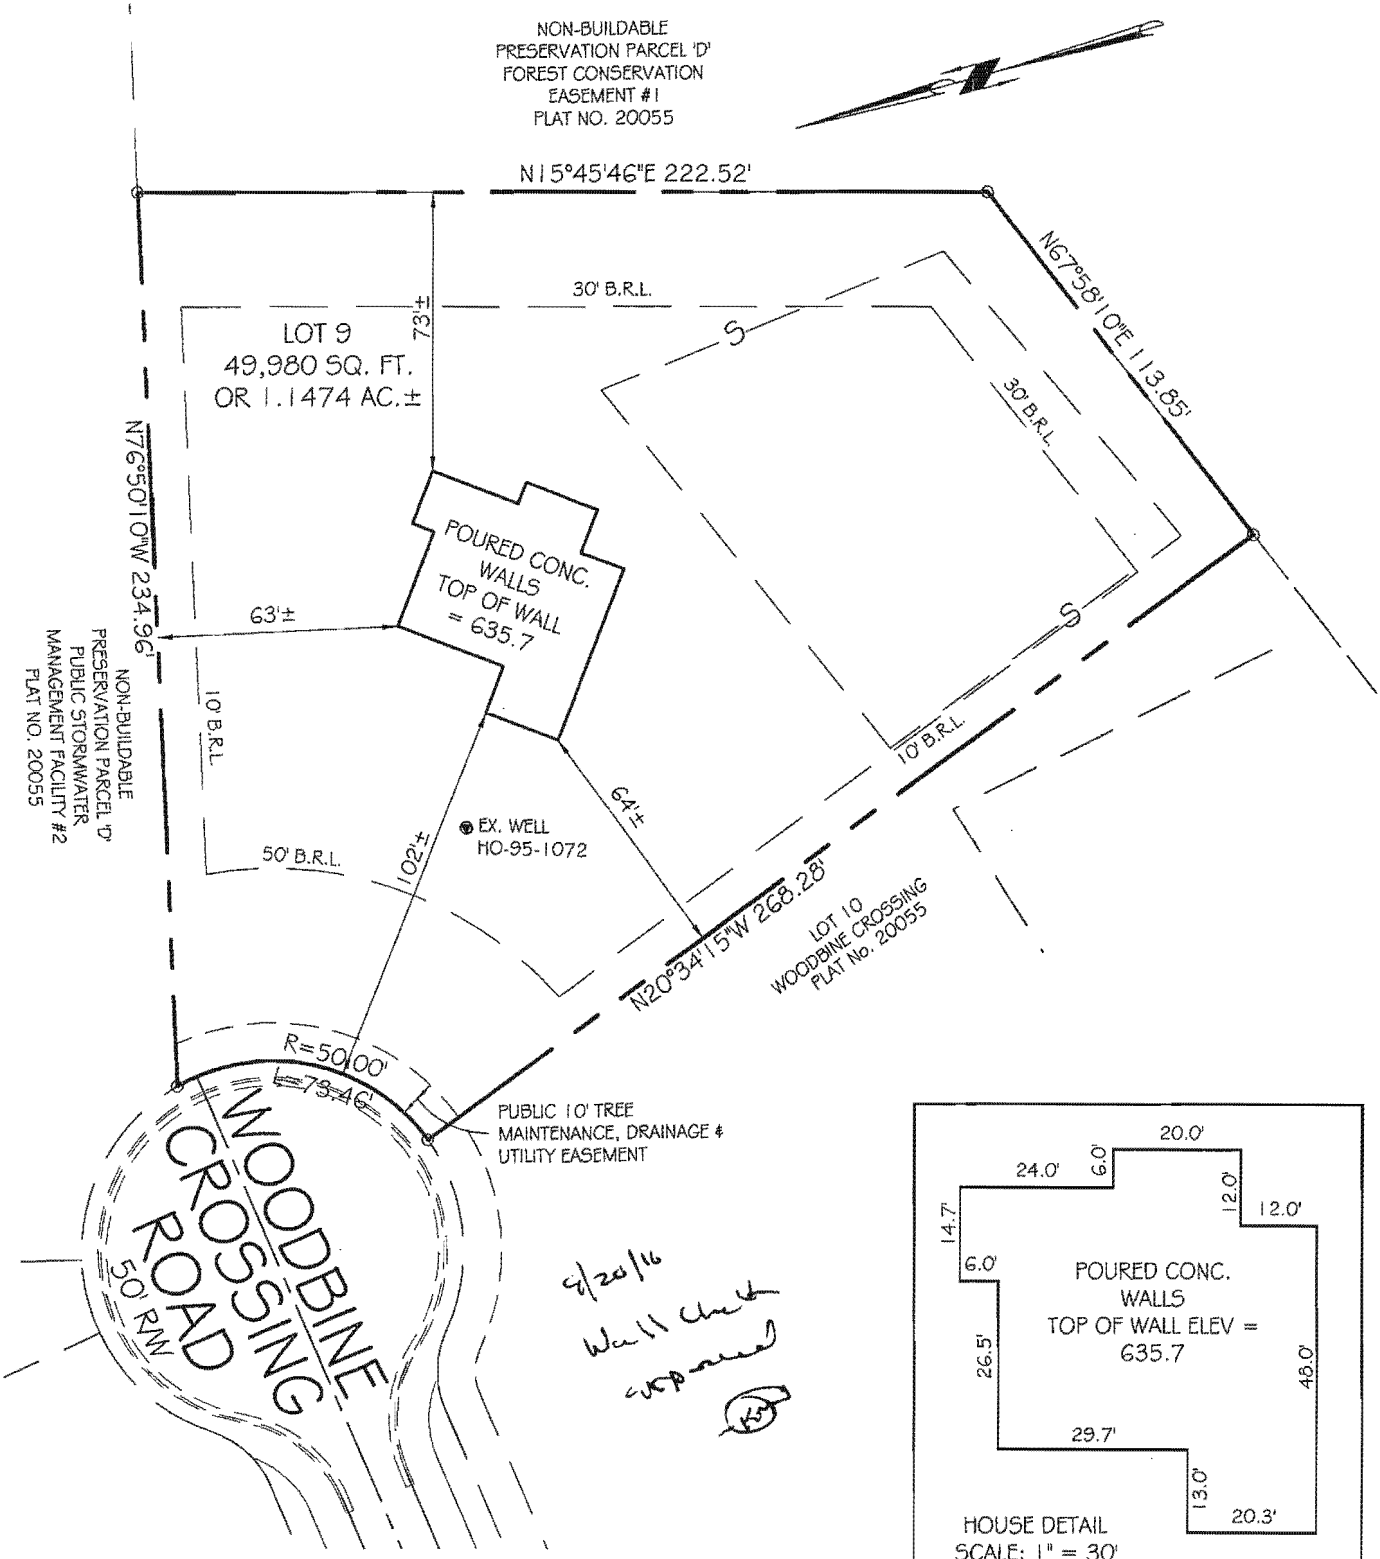 NON-BUILDABLE
PRESERVATION PARCEL 'D'
FOREST CONSERVATION
EASEMENT #1
PLAT NO. 20055
N15°45'46"E 222.52'
N67°58'10"E 113.85'
30' B.R.L.
S
73'±
LOT 9
49,980 SQ. FT.
OR 1.1474 AC.±
30' B.R.L.
N76°50'10"W 234.96'
POURED CONC.
WALLS
TOP OF WALL
= 635.7
63'±
S
NON-BUILDABLE
PRESERVATION PARCEL 'D'
PUBLIC STORMWATER
MANAGEMENT FACILITY #2
PLAT NO. 20055
10' B.R.L.
10' B.R.L.
64'±
EX. WELL
HO-95-1072
102'±
50' B.R.L.
N20°34'15"W 268.28'
LOT 10
WOODBINE CROSSING
PLAT No. 20055
R=50.00'
L=73.46'
PUBLIC 10' TREE
MAINTENANCE, DRAINAGE &
UTILITY EASEMENT
WOODBINE
CROSSING
ROAD
50' R/W
/20/16
Wall Check
20.0'
6.0'
24.0'
12.0'
12.0'
14.7'
6.0'
POURED CONC.
WALLS
TOP OF WALL ELEV =
635.7
26.5'
48.0'
29.7'
13.0'
20.3'
HOUSE DETAIL
SCALE: 1" = 30'